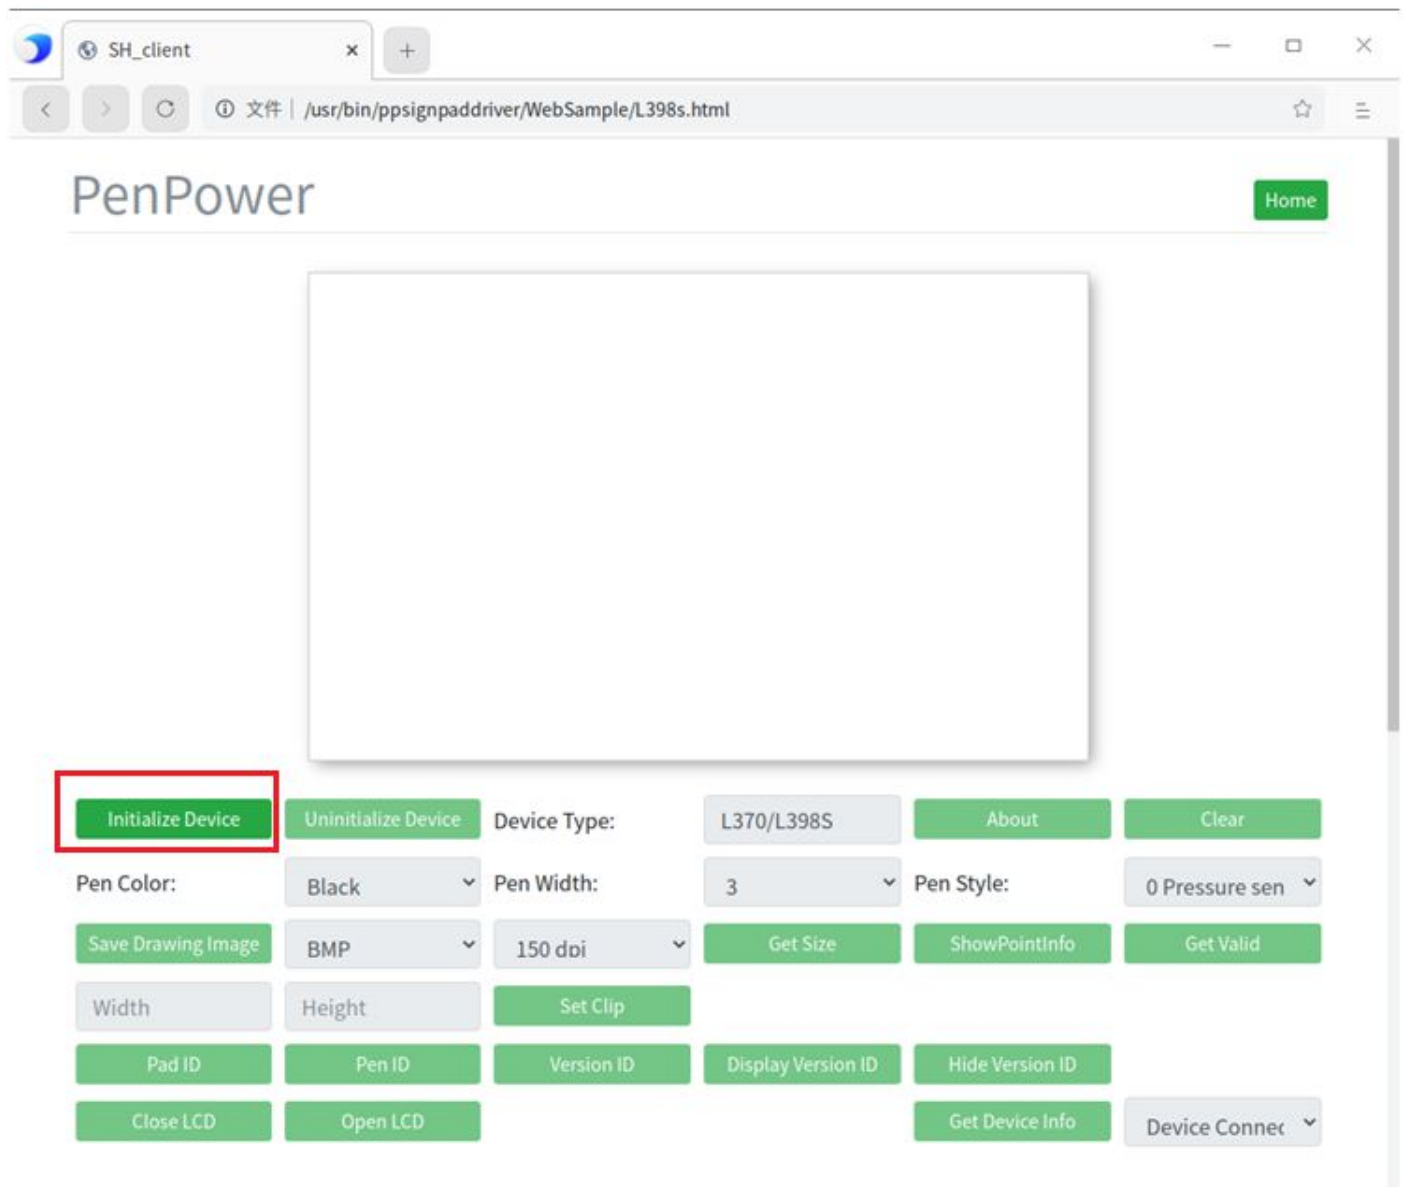 SH_client
文件 /usr/bin/ppsignpaddriver/WebSample/L398s.html
PenPower
Home
Initialize Device Uninitialize Device Device Type: L370/L398S About Clear
Pen Color: Black Pen Width: 3 Pen Style: 0 Pressure sen
Save Drawing Image BMP 150 dpi Get Size ShowPointInfo Get Valid
Width Height Set Clip
Pad ID Pen ID Version ID Display Version ID Hide Version ID
Close LCD Open LCD Get Device Info Device Connec